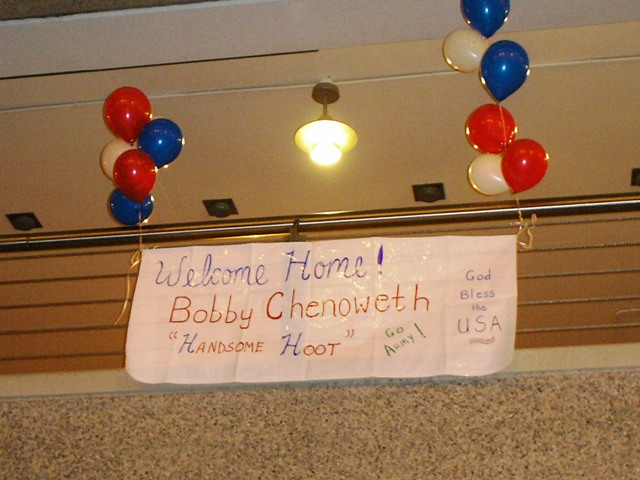 Welcome Home!
Bobby Chenoweth
"HANDSOME HOOT"
Go
Army!
God
Bless
the
USA